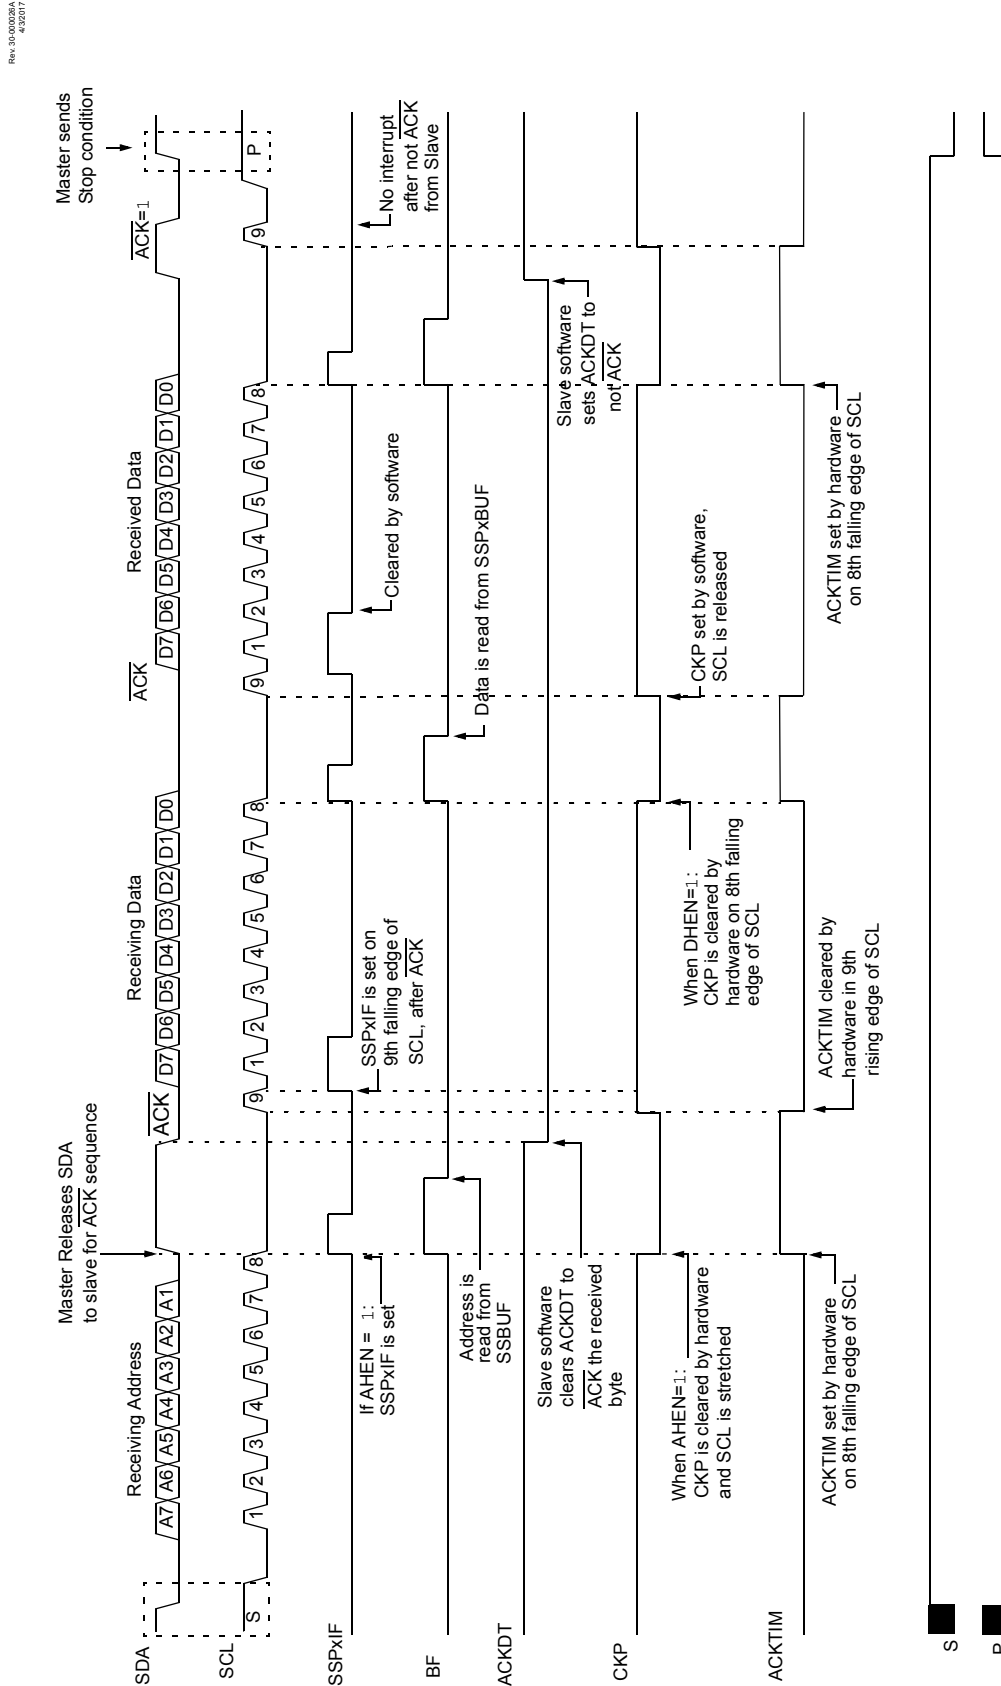 Rev. 30-000026A
4/3/2017
Master Releases SDA
to slave for ACK sequence
Master sends
Stop condition
Receiving Address
ACK
Receiving Data
ACK
Received Data
ACK=1
SDA
A7 A6 A5 A4 A3 A2 A1
D7 D6 D5 D4 D3 D2 D1 D0
D7 D6 D5 D4 D3 D2 D1 D0
SCL
S
1 2 3 4 5 6 7 8
9 1 2 3 4 5 6 7 8
9 1 2 3 4 5 6 7 8
9
P
SSPxIF
If AHEN = 1:
SSPxIF is set
SSPxIF is set on
9th falling edge of
SCL, after ACK
Cleared by software
No interrupt
after not ACK
from Slave
BF
Address is
read from
SSBUF
Data is read from SSPxBUF
ACKDT
Slave software
clears ACKDT to
ACK the received
byte
Slave software
sets ACKDT to
not ACK
CKP
When AHEN=1:
CKP is cleared by hardware
and SCL is stretched
When DHEN=1:
CKP is cleared by
hardware on 8th falling
edge of SCL
CKP set by software,
SCL is released
ACKTIM
ACKTIM set by hardware
on 8th falling edge of SCL
ACKTIM cleared by
hardware in 9th
rising edge of SCL
ACKTIM set by hardware
on 8th falling edge of SCL
S
P